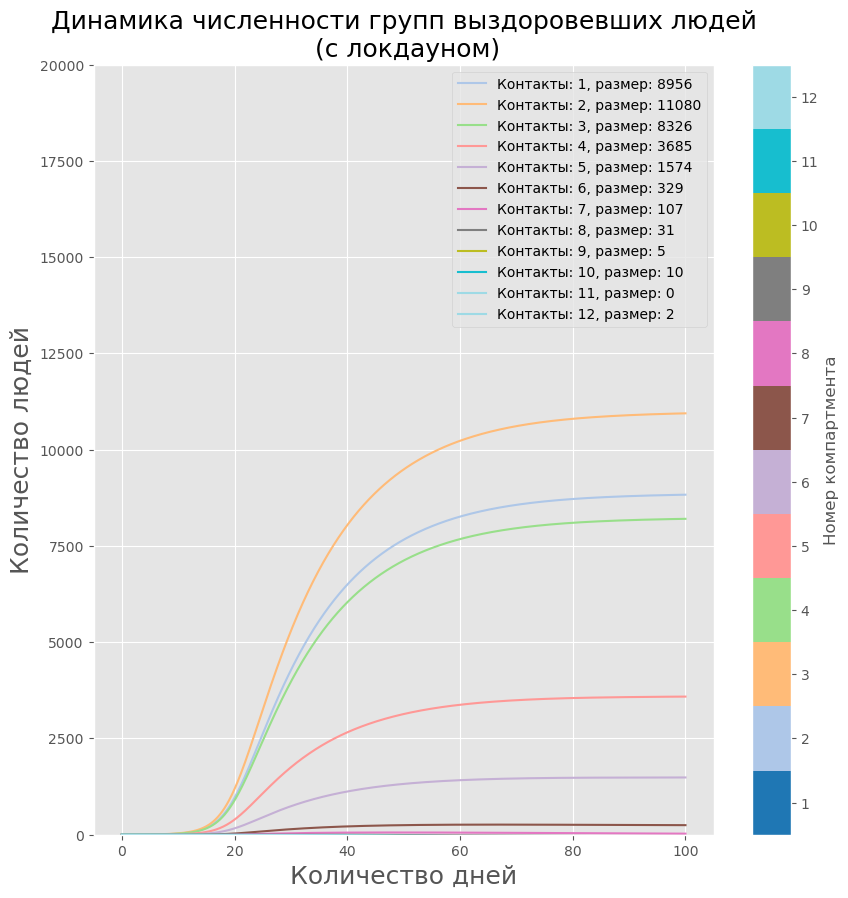 Динамика численности групп выздоровевших людей
(с локдауном)
Контакты: 1, размер: 8956
Контакты: 2, размер: 11080
Контакты: 3, размер: 8326
Контакты: 4, размер: 3685
Контакты: 5, размер: 1574
Контакты: 6, размер: 329
Контакты: 7, размер: 107
Контакты: 8, размер: 31
Контакты: 9, размер: 5
Контакты: 10, размер: 10
Контакты: 11, размер: 0
Контакты: 12, размер: 2
Количество людей
20000
17500
15000
12500
10000
7500
5000
2500
0
0 20 40 60 80 100
Количество дней
12
11
10
9
8
7
6
5
4
3
2
1
Номер компартмента